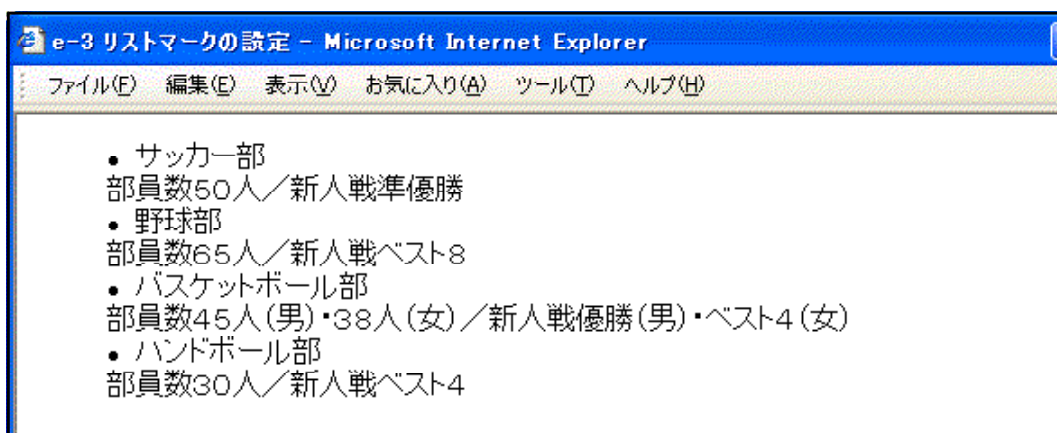 e-3 リストマークの設定 - Microsoft Internet Explorer
ファイル(F) 編集(E) 表示(V) お気に入り(A) ツール(T) ヘルプ(H)
• サッカー部
部員数50人／新人戦準優勝
• 野球部
部員数65人／新人戦ベスト8
• バスケットボール部
部員数45人(男)・38人(女)／新人戦優勝(男)・ベスト4(女)
• ハンドボール部
部員数30人／新人戦ベスト4